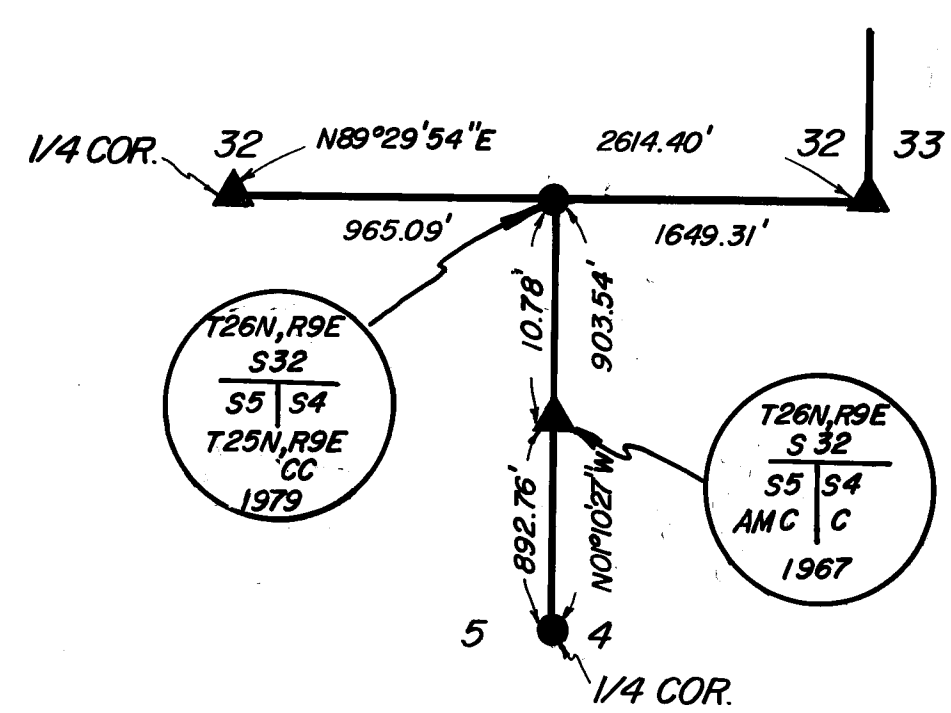 1/4 COR.
32
N89°29'54"E
2614.40'
32
33
965.09'
1649.31'
10.78'
903.54'
T26N,R9E
S32
S5 S4
T25N,R9E
CC
1979
T26N,R9E
S 32
S5 S4
AMC C
1967
892.76'
N01°10'27"W
5
4
1/4 COR.